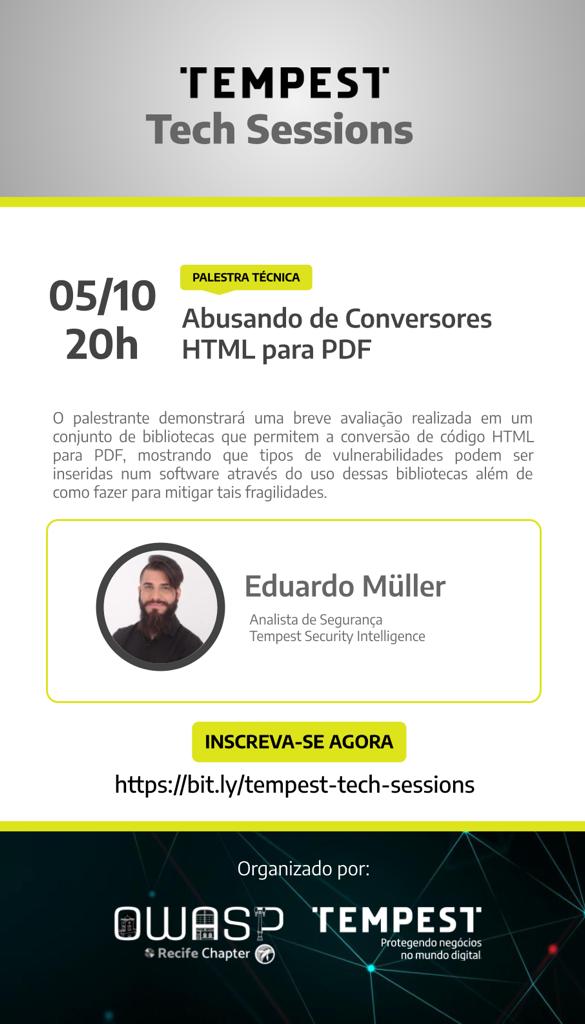 TEMPEST
Tech Sessions
05/10
20h
PALESTRA TÉCNICA
Abusando de Conversores
HTML para PDF
O palestrante demonstrará uma breve avaliação realizada em um
conjunto de bibliotecas que permitem a conversão de código HTML
para PDF, mostrando que tipos de vulnerabilidades podem ser
inseridas num software através do uso dessas bibliotecas além de
como fazer para mitigar tais fragilidades.
Eduardo Müller
Analista de Segurança
Tempest Security Intelligence
INSCREVA-SE AGORA
https://bit.ly/tempest-tech-sessions
Organizado por:
OWASP
Recife Chapter
TEMPEST
Protegendo negócios
no mundo digital